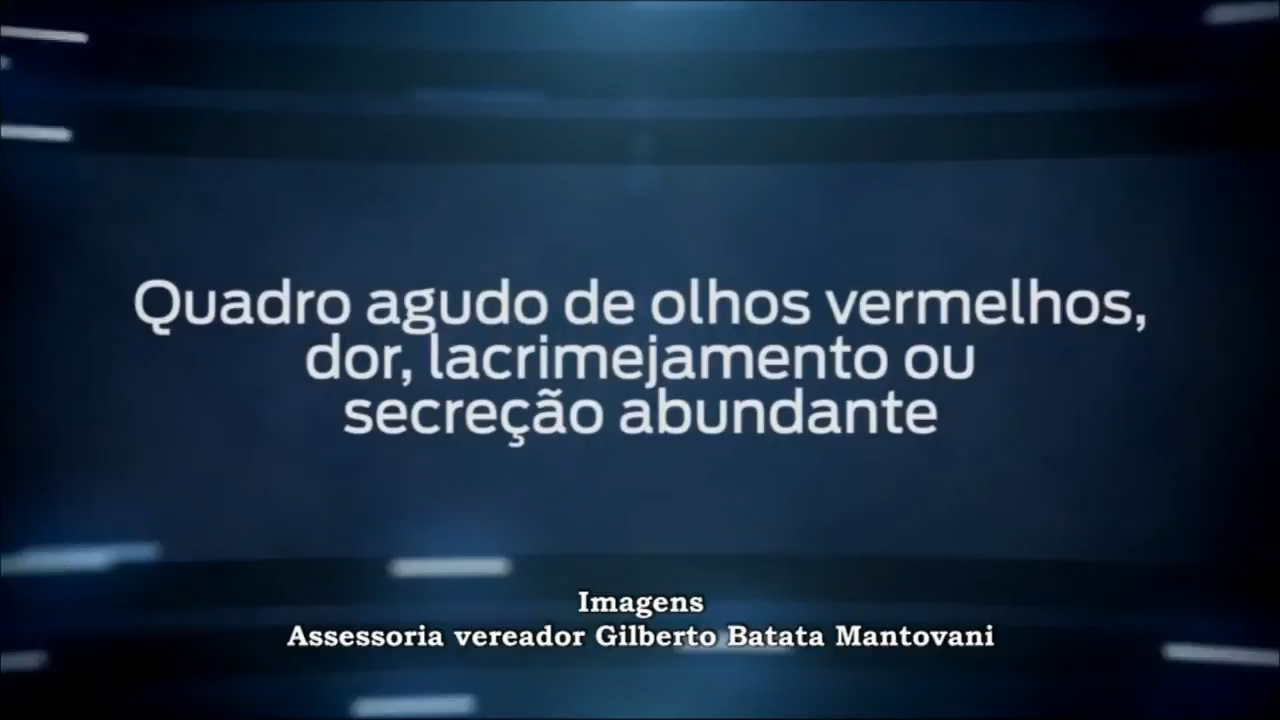 Quadro agudo de olhos vermelhos,
dor, lacrimejamento ou
secreção abundante
Imagens
Assessoria vereador Gilberto Batata Mantovani